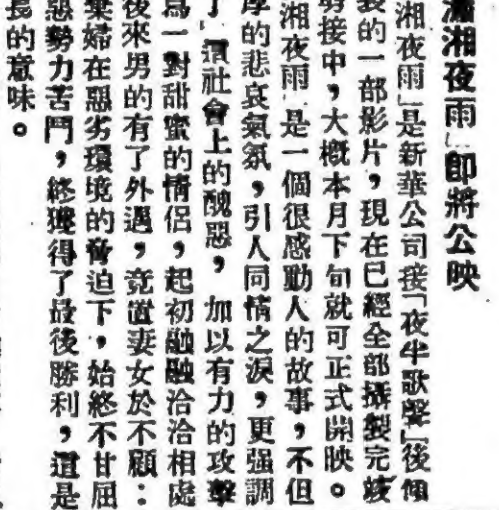 瀟湘夜雨」即將公映
湘夜雨」是新華公司接「夜半歌聲」後傾
裝的一部影片，現在已經全部攝製完竣
剪接中，大概本月下旬就可正式開映。
湘夜雨」是一個很感動人的故事，不但
厚的悲哀氣氛，引人同情之淚，更强調
了這社會上的醜惡，加以有力的攻擊
爲一對甜蜜的情侶，起初融融洽洽相處
後來男的有了外遇，竟置妻女於不顧：
棄婦在惡劣環境的脅迫下，始終不甘屈
惡勢力苦鬥，終獲得了最後勝利，這是
長的意味。